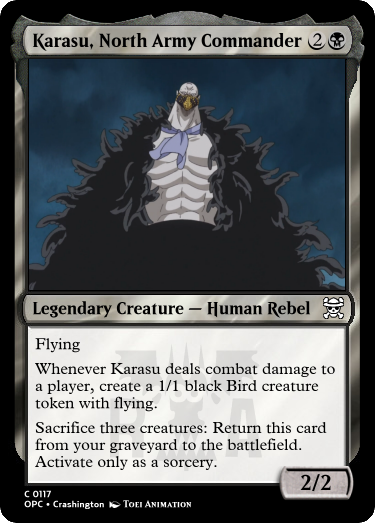 Karasu, North Army Commander 2
Legendary Creature — Human Rebel
Flying
Whenever Karasu deals combat damage to
a player, create a 1/1 black Bird creature
token with flying.
Sacrifice three creatures: Return this card
from your graveyard to the battlefield.
Activate only as a sorcery.
2/2
C 0117
OPC • Crashington TOEI ANIMATION